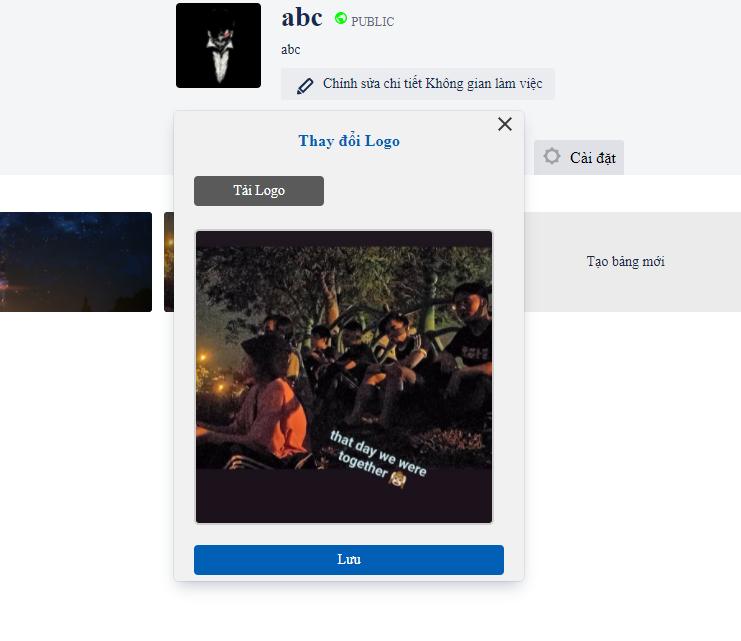 abc
PUBLIC
abc
Chỉnh sửa chi tiết Không gian làm việc
Thay đổi Logo
Cài đặt
Tải Logo
Tạo bảng mới
that day we were
together
Lưu